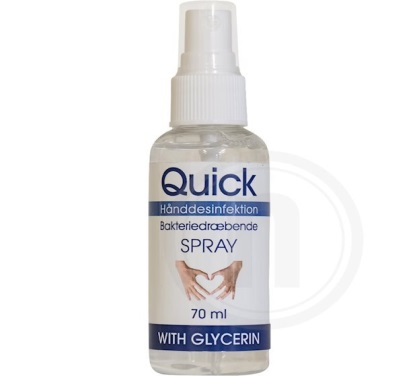 Quick
Hånddesinfektion
Bakteriedræbende
SPRAY
70 ml
WITH GLYCERIN